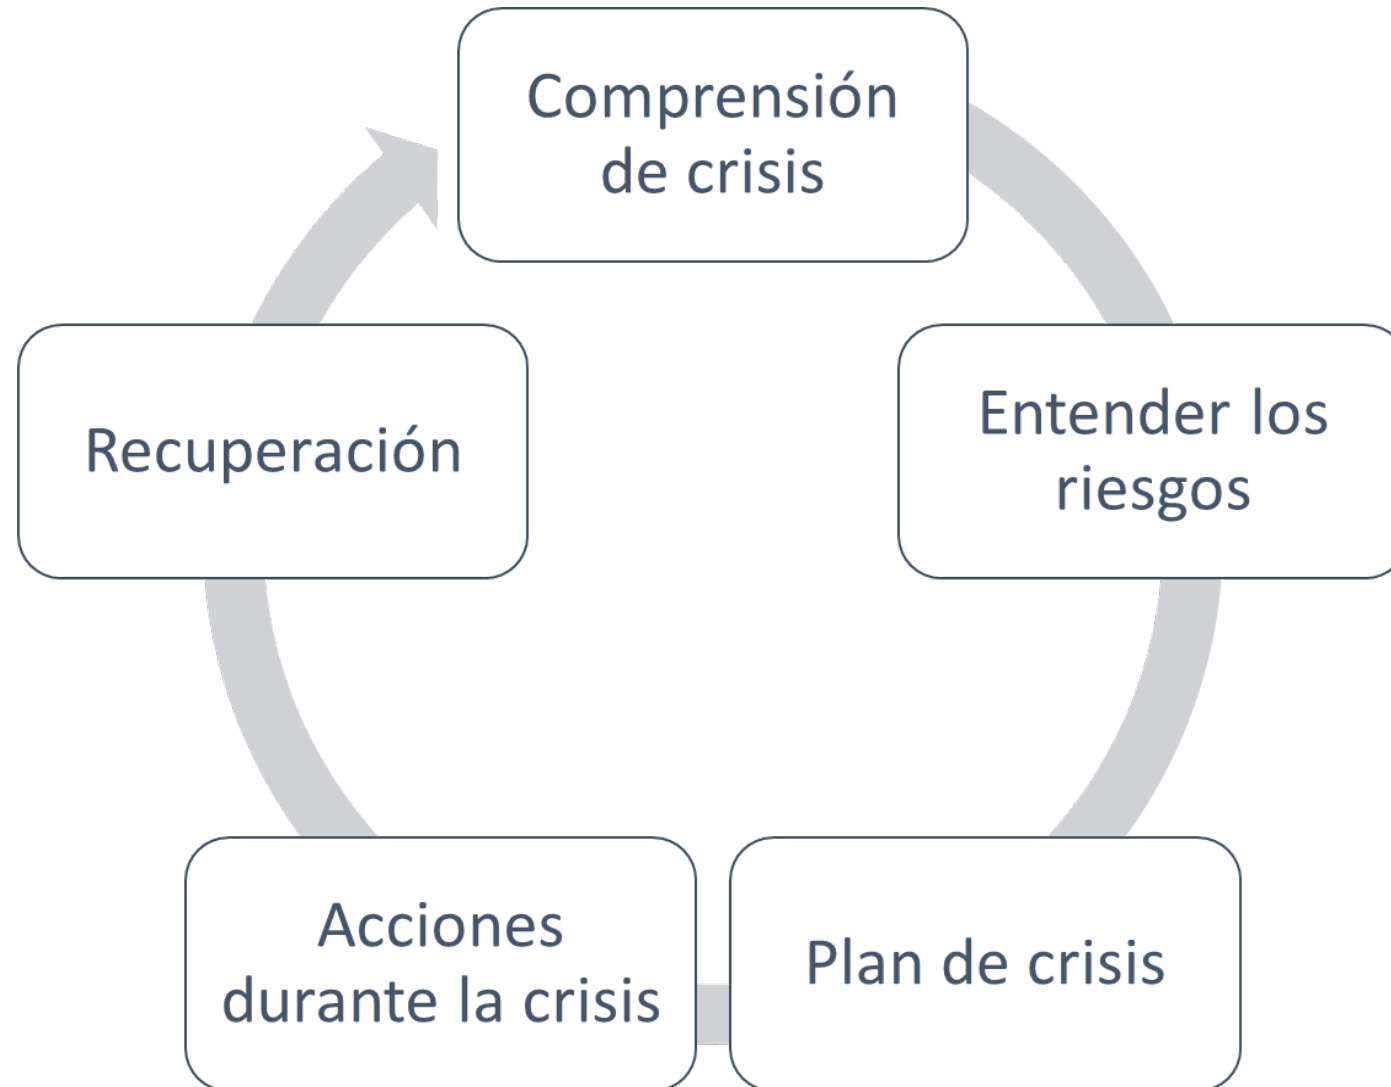 Comprensión
de crisis
Entender los
riesgos
Plan de crisis
Acciones
durante la crisis
Recuperación